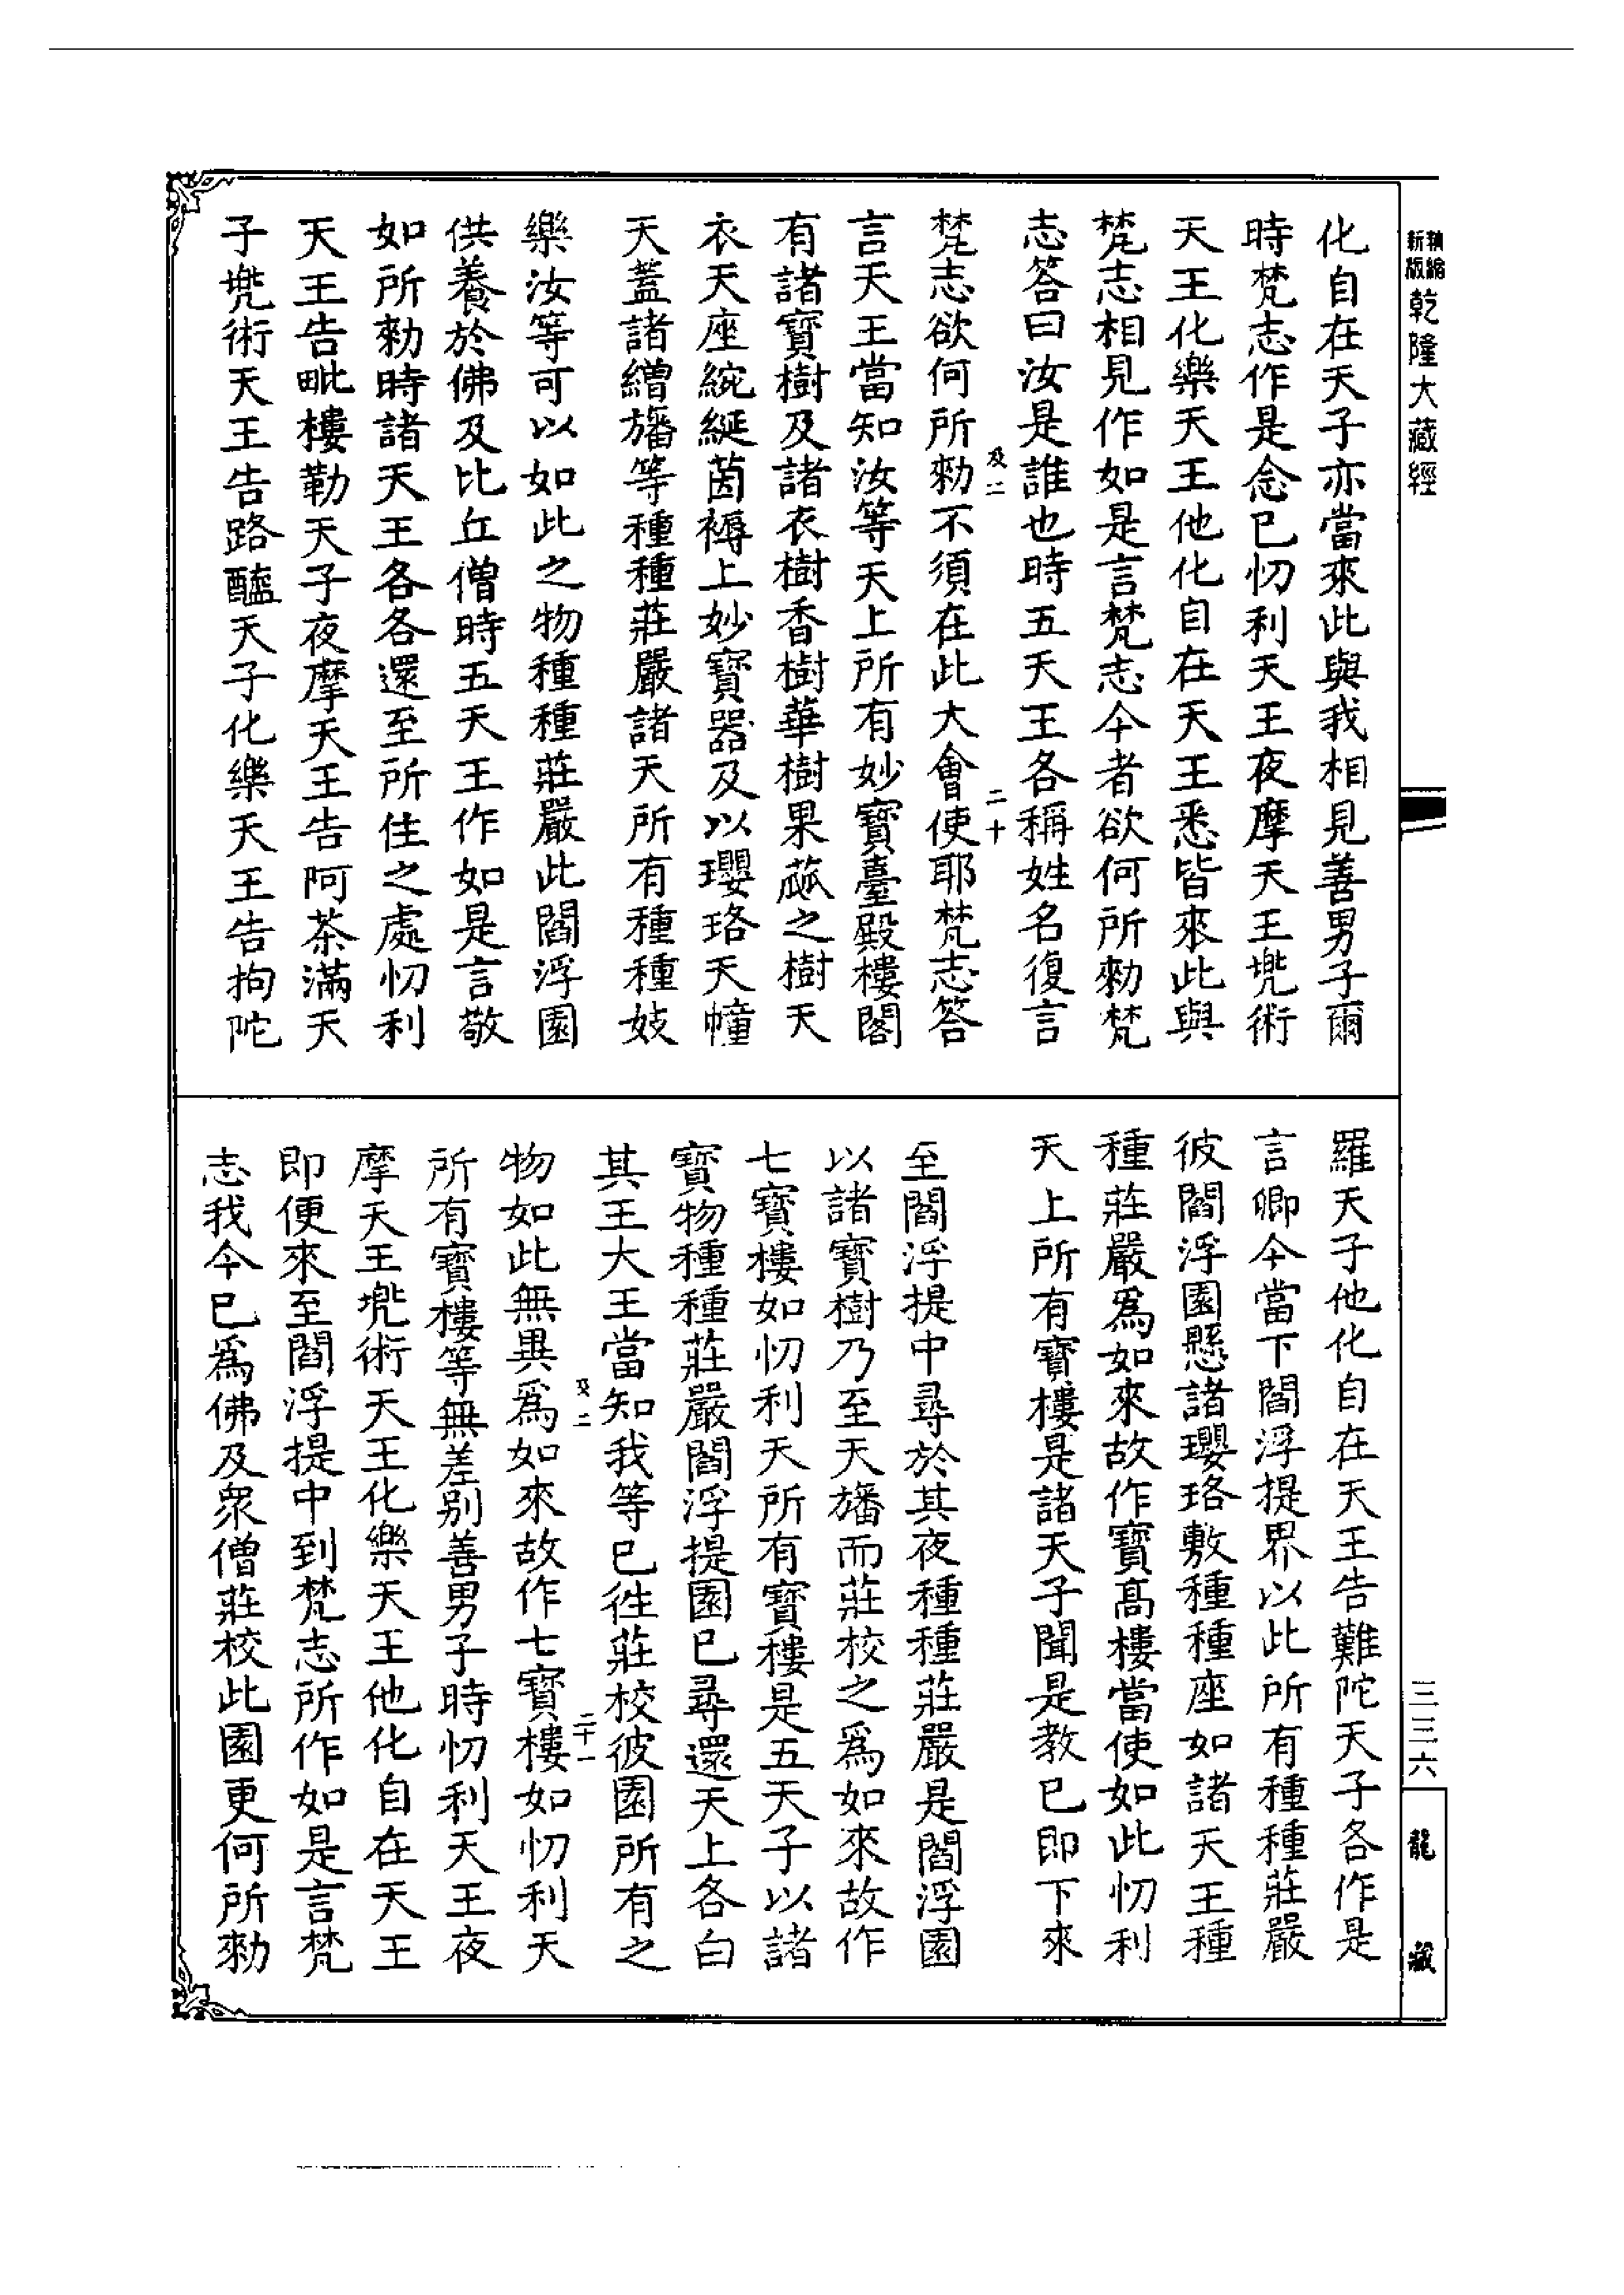 新版 精縮 乾隆大藏經
化自在天子亦當來此與我相見善男子爾
時梵志作是念已忉利天王夜摩天王兜術
天王化樂天王他化自在天王悉皆來此與
梵志相見作如是言梵志今者欲何所勑梵
志答曰汝是誰也時五天王各稱姓名復言
及二 二十
梵志欲何所勑不須在此大會使耶梵志答
言天王當知汝等天上所有妙寶臺殿樓閣
有諸寶樹及諸衣樹香樹華樹果蓏之樹天
衣天座綩綖茵褥上妙寶器及以瓔珞天幢
天蓋諸繒旛等種種莊嚴諸天所有種種妓
樂汝等可以如此之物種種莊嚴此閻浮園
供養於佛及比丘僧時五天王作如是言敬
如所勑時諸天王各各還至所住之處忉利
天王告毗樓勒天子夜摩天王告阿茶滿天
子兜術天王告路醯天子化樂天王告拘陀
三三六
龍藏
羅天子他化自在天王告難陀天子各作是
言卿今當下閻浮提界以此所有種種莊嚴
彼閻浮園懸諸瓔珞敷種種座如諸天王種
種莊嚴爲如來故作寶高樓當使如此忉利
天上所有寶樓是諸天子聞是教已即下來
至閻浮提中尋於其夜種種莊嚴是閻浮園
以諸寶樹乃至天旛而莊校之爲如來故作
七寶樓如忉利天所有寶樓是五天子以諸
寶物種種莊嚴閻浮提園已尋還天上各白
其王大王當知我等已徃莊校彼園所有之
及二 二十一
物如此無異爲如來故作七寶樓如忉利天
所有寶樓等無差別善男子時忉利天王夜
摩天王兜術天王化樂天王他化自在天王
即便來至閻浮提中到梵志所作如是言梵
志我今已爲佛及衆僧莊校此園更何所勑